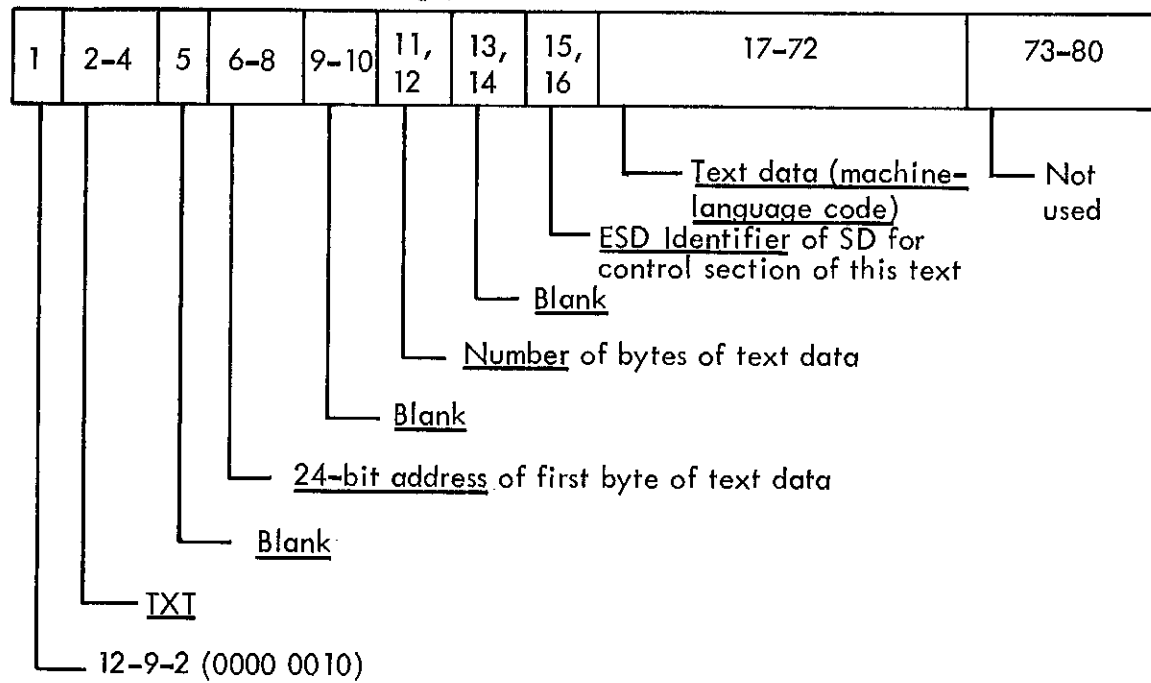 1 2-4 5 6-8 9-10 11, 12 13, 14 15, 16 17-72 73-80
Text data (machine-
language code)
Not
used
ESD Identifier of SD for
control section of this text
Blank
Number of bytes of text data
Blank
24-bit address of first byte of text data
Blank
TXT
12-9-2 (0000 0010)